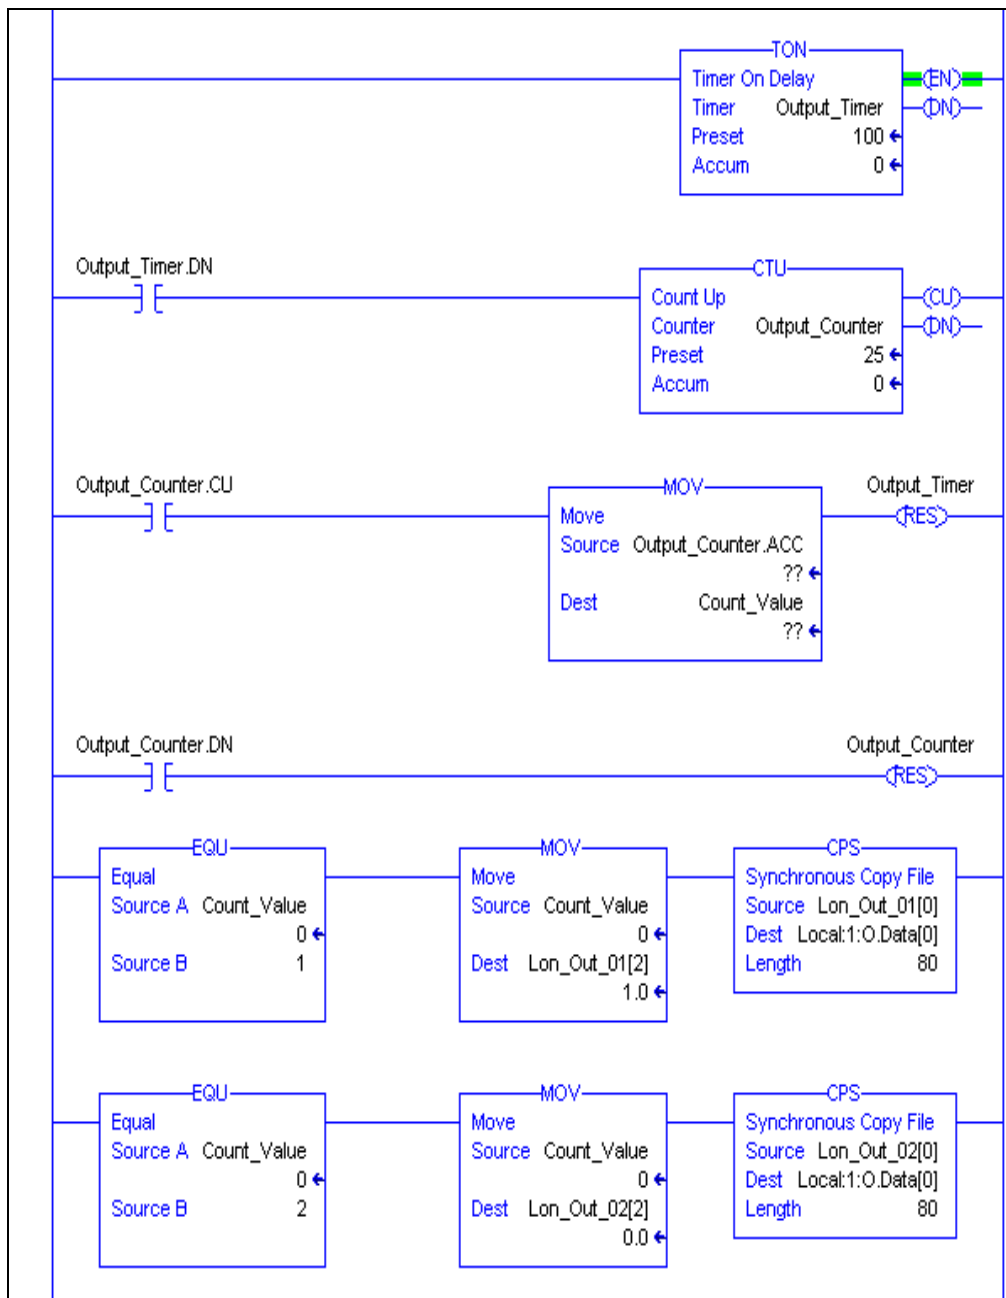 TON
Timer On Delay
EN
Timer Output_Timer
DN
Preset 100
Accum 0
Output_Timer.DN
CTU
Count Up
CU
Counter Output_Counter
DN
Preset 25
Accum 0
Output_Counter.CU
MOV
Output_Timer
Move
RES
Source Output_Counter.ACC
??
Dest Count_Value
??
Output_Counter.DN
Output_Counter
RES
EQU
Equal
Source A Count_Value
0
Source B 1
MOV
Move
Source Count_Value
0
Dest Lon_Out_01[2]
1.0
CPS
Synchronous Copy File
Source Lon_Out_01[0]
Dest Local:1:O.Data[0]
Length 80
EQU
Equal
Source A Count_Value
0
Source B 2
MOV
Move
Source Count_Value
0
Dest Lon_Out_02[2]
0.0
CPS
Synchronous Copy File
Source Lon_Out_02[0]
Dest Local:1:O.Data[0]
Length 80